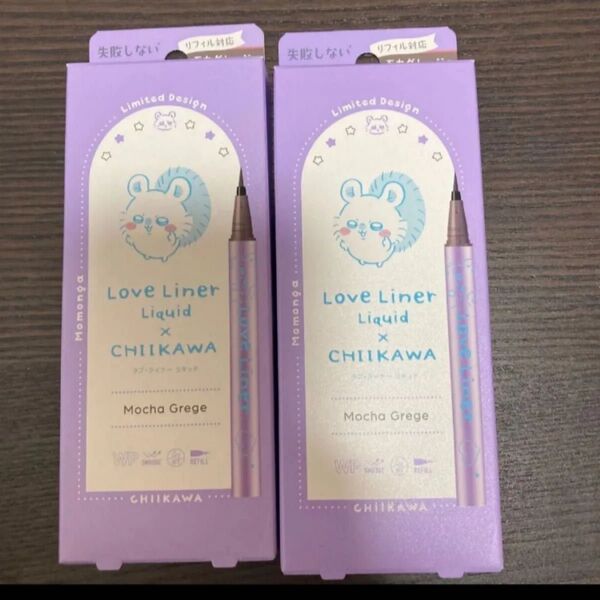 失敗しない
リフィル対応
Limited Design
Love Liner
Liquid
×
CHIIKAWA
ラブ・ライナー リキッド
Mocha Grege
WP
SMUDGE
REFILL
Momonga
CHIIKAWA
失敗しない
リフィル対応
Limited Design
Love Liner
Liquid
×
CHIIKAWA
ラブ・ライナー リキッド
Mocha Grege
WP
SMUDGE
REFILL
Momonga
CHIIKAWA